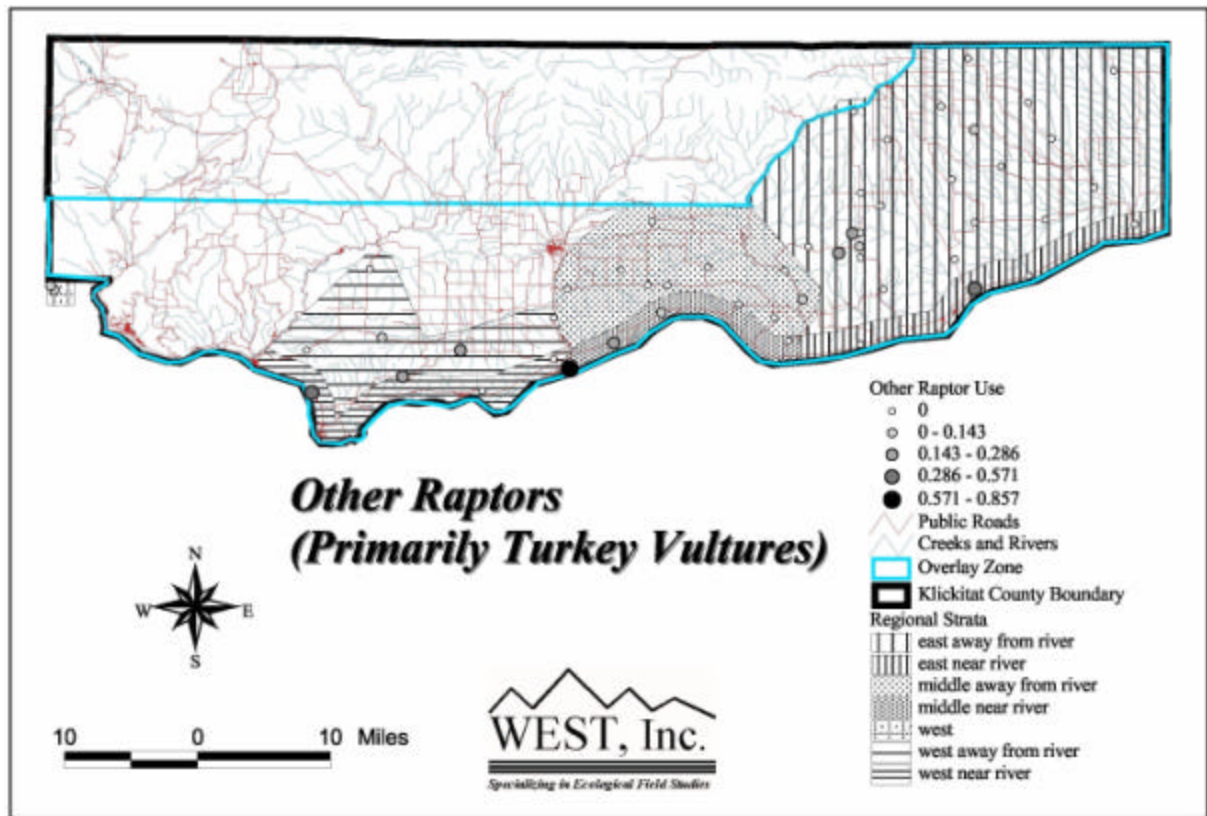 Other Raptor Use
0
0 - 0.143
0.143 - 0.286
0.286 - 0.571
0.571 - 0.857
Public Roads
Creeks and Rivers
Overlay Zone
Klickitat County Boundary
Regional Strata
east away from river
east near river
middle away from river
middle near river
west
west away from river
west near river
Other Raptors
(Primarily Turkey Vultures)
N
W E
S
10 0 10 Miles
WEST, Inc.
Specializing in Ecological Field Studies